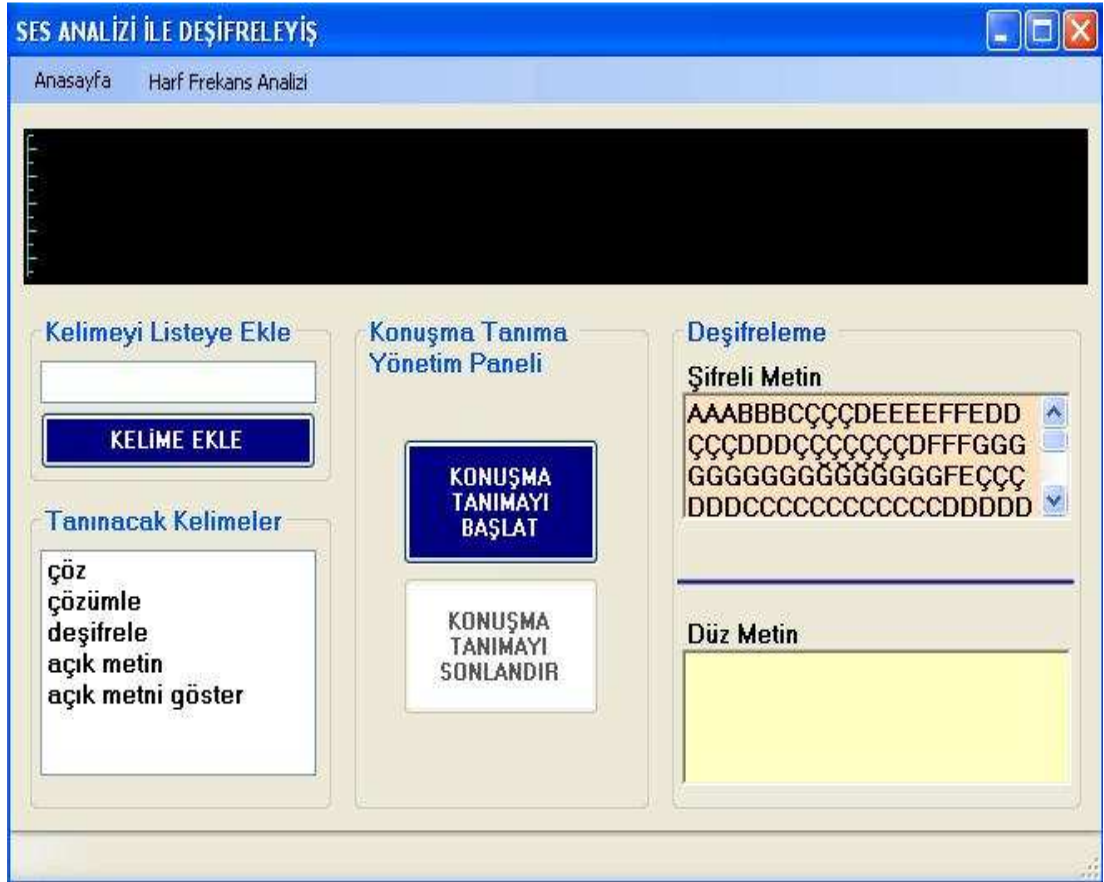 SES ANALİZİ İLE DEŞİFRELEYİŞ
Anasayfa Harf Frekans Analizi
Kelimeyi Listeye Ekle
KELİME EKLE
Tanınacak Kelimeler
çöz
çözümle
deşifrele
açık metin
açık metni göster
Konuşma Tanıma
Yönetim Paneli
KONUŞMA
TANIMAYI
BAŞLAT
KONUŞMA
TANIMAYI
SONLANDIR
Deşifreleme
Şifreli Metin
AAABBBCÇÇÇDEEEEFFEDD
ÇÇÇDDDÇÇÇÇÇÇÇDFFFGGG
GGGGGGGGĞĞĞĞGGGFEÇÇÇ
DDDCCCCCCCCCCCCDDDDD
Düz Metin